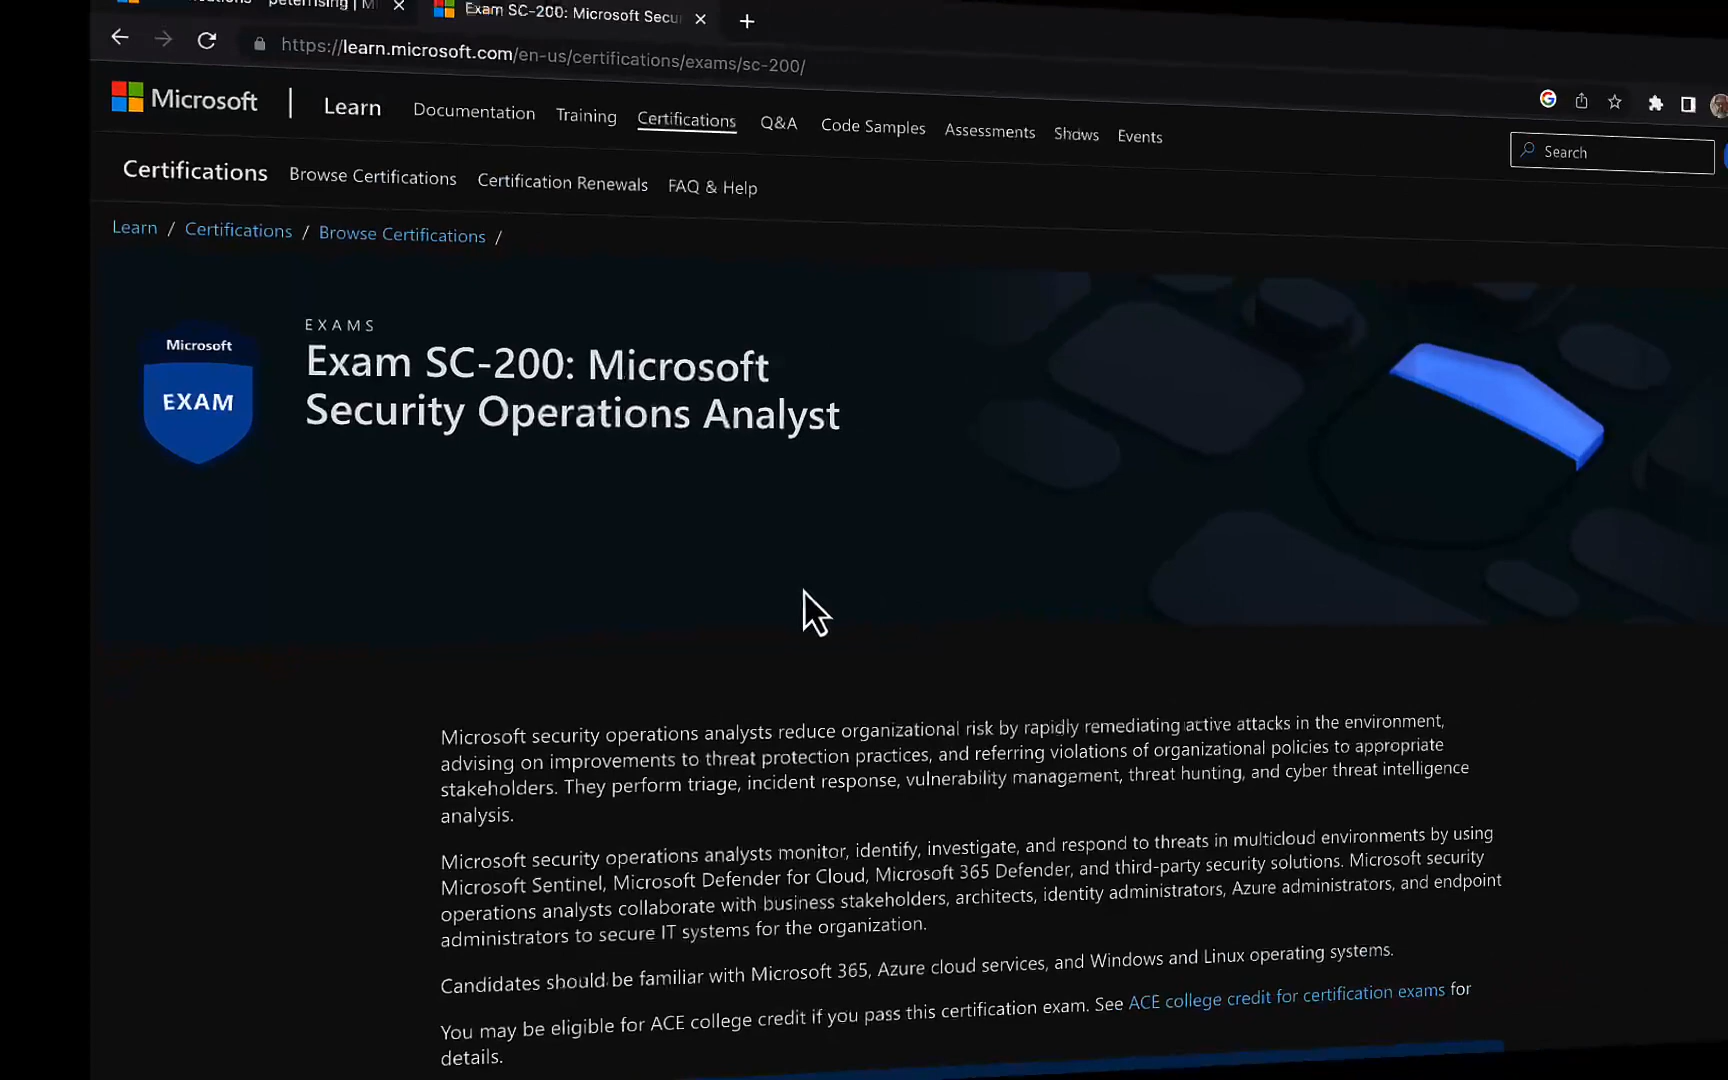 peterrising | M
Exam SC-200: Microsoft Secu
https://learn.microsoft.com/en-us/certifications/exams/sc-200/
Microsoft | Learn Documentation Training Certifications Q&A Code Samples Assessments Shows Events
Search
Certifications Browse Certifications Certification Renewals FAQ & Help
Learn / Certifications / Browse Certifications /
Microsoft
EXAM
EXAMS
Exam SC-200: Microsoft
Security Operations Analyst
Microsoft security operations analysts reduce organizational risk by rapidly remediating active attacks in the environment,
advising on improvements to threat protection practices, and referring violations of organizational policies to appropriate
stakeholders. They perform triage, incident response, vulnerability management, threat hunting, and cyber threat intelligence
analysis.
Microsoft security operations analysts monitor, identify, investigate, and respond to threats in multicloud environments by using
Microsoft Sentinel, Microsoft Defender for Cloud, Microsoft 365 Defender, and third-party security solutions. Microsoft security
operations analysts collaborate with business stakeholders, architects, identity administrators, Azure administrators, and endpoint
administrators to secure IT systems for the organization.
Candidates should be familiar with Microsoft 365, Azure cloud services, and Windows and Linux operating systems.
You may be eligible for ACE college credit if you pass this certification exam. See ACE college credit for certification exams for
details.